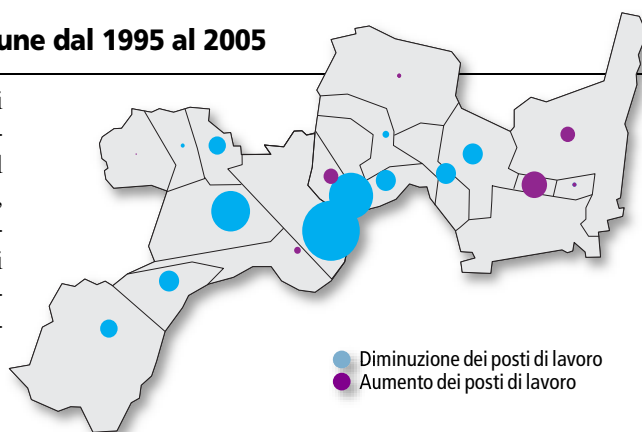 une dal 1995 al 2005
i
l
,
i
Diminuzione dei posti di lavoro
Aumento dei posti di lavoro